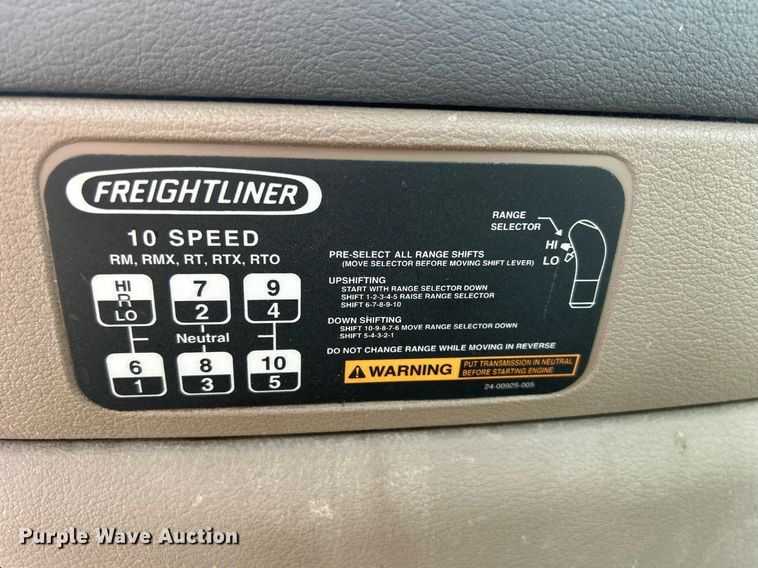 FREIGHTLINER
10 SPEED
RM, RMX, RT, RTX, RTO
HI
R
LO
7
2
9
4
Neutral
6
1
8
3
10
5
RANGE
SELECTOR
HI
LO
PRE-SELECT ALL RANGE SHIFTS
(MOVE SELECTOR BEFORE MOVING SHIFT LEVER)
UPSHIFTING
START WITH RANGE SELECTOR DOWN
SHIFT 1-2-3-4-5 RAISE RANGE SELECTOR
SHIFT 6-7-8-9-10
DOWN SHIFTING
SHIFT 10-9-8-7-6 MOVE RANGE SELECTOR DOWN
SHIFT 5-4-3-2-1
DO NOT CHANGE RANGE WHILE MOVING IN REVERSE
WARNING
PUT TRANSMISSION IN NEUTRAL
BEFORE STARTING ENGINE
24-00925-005
Purple Wave Auction